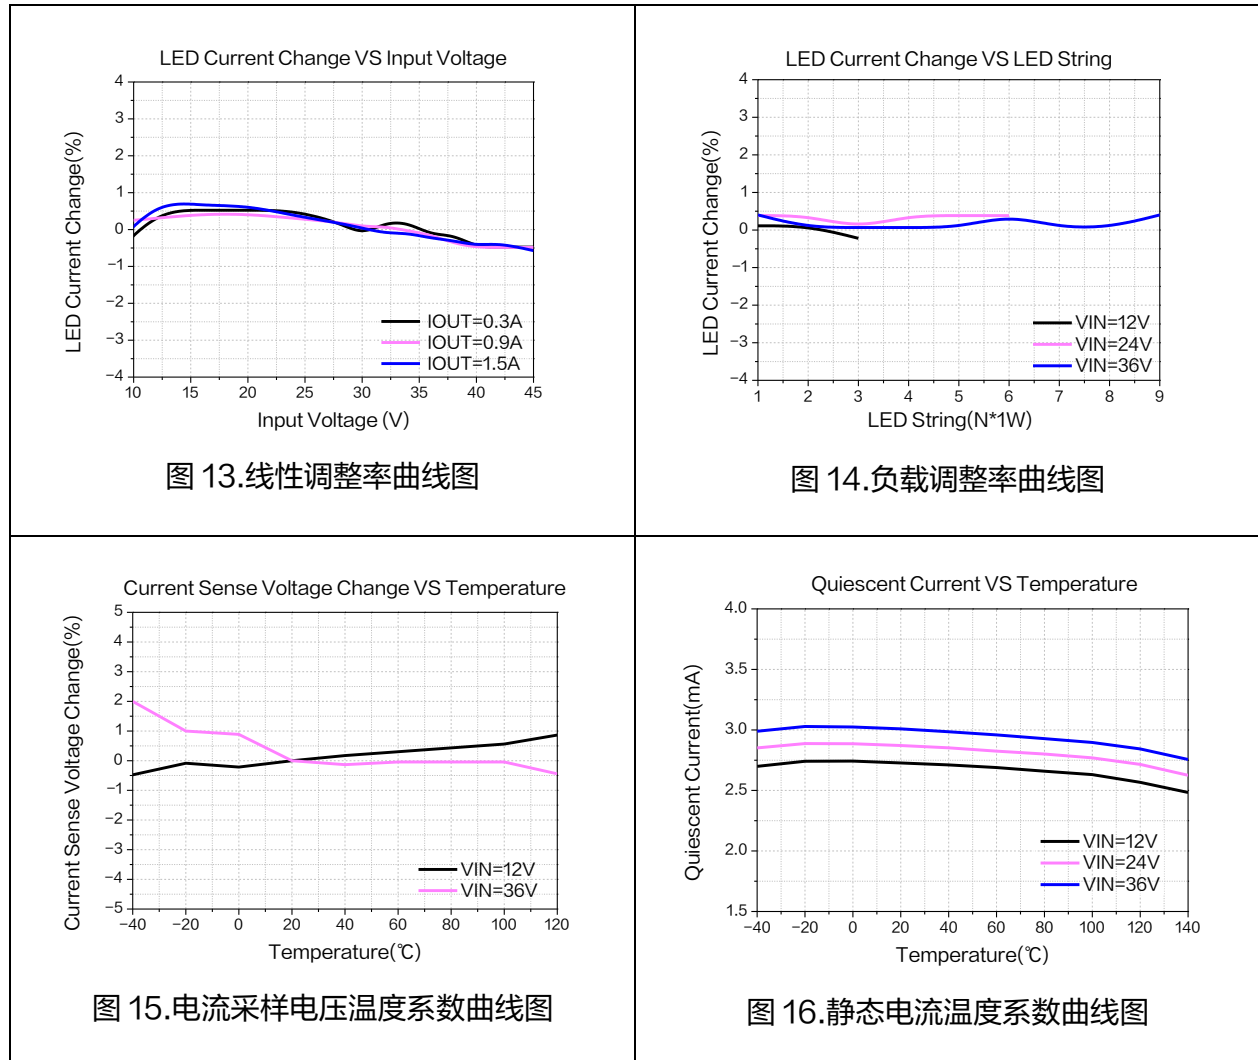 LED Current Change VS Input Voltage
LED Current Change(%)
4
3
2
1
0
−1
−2
−3
−4
IOUT=0.3A
IOUT=0.9A
IOUT=1.5A
10 15 20 25 30 35 40 45
Input Voltage (V)
图 13.线性调整率曲线图
LED Current Change VS LED String
LED Current Change(%)
4
3
2
1
0
−1
−2
−3
−4
VIN=12V
VIN=24V
VIN=36V
1 2 3 4 5 6 7 8 9
LED String(N*1W)
图 14.负载调整率曲线图
Current Sense Voltage Change VS Temperature
Current Sense Voltage Change(%)
5
4
3
2
1
0
−1
−2
−3
−4
−5
VIN=12V
VIN=36V
−40 −20 0 20 40 60 80 100 120
Temperature(℃)
图 15.电流采样电压温度系数曲线图
Quiescent Current VS Temperature
Quiescent Current(mA)
4.0
3.5
3.0
2.5
2.0
1.5
VIN=12V
VIN=24V
VIN=36V
−40 −20 0 20 40 60 80 100 120 140
Temperature(℃)
图 16.静态电流温度系数曲线图